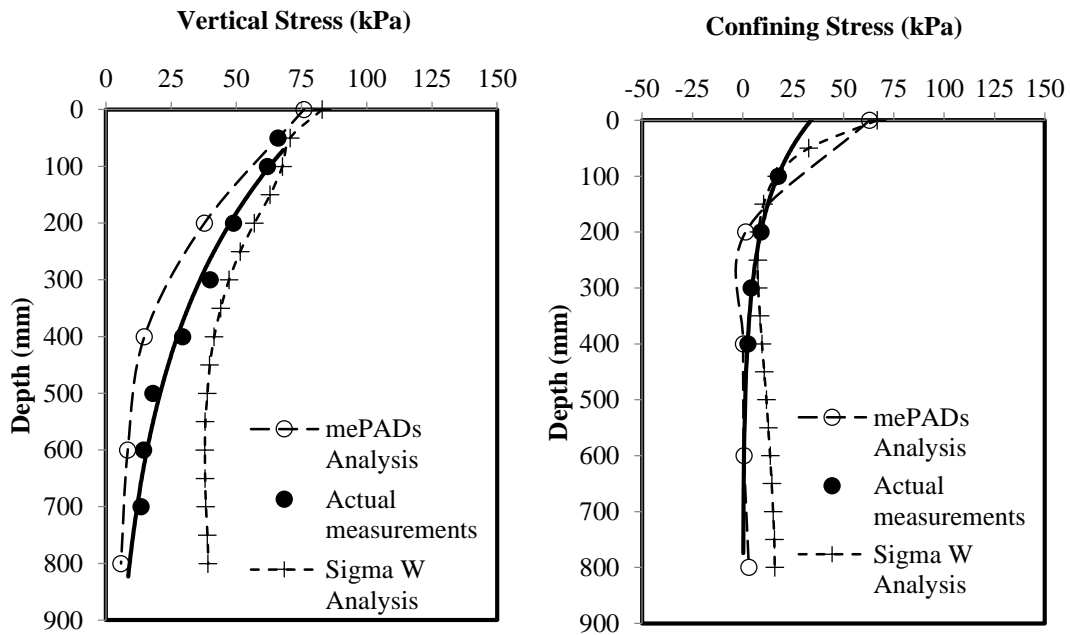 Vertical Stress (kPa)
0 25 50 75 100 125 150
0
100
200
300
400
500
600
700
800
900
Depth (mm)
mePADs
Analysis
Actual
measurements
Sigma W
Analysis
Confining Stress (kPa)
-50 -25 0 25 50 75 100 125 150
0
100
200
300
400
500
600
700
800
900
Depth (mm)
mePADs
Analysis
Actual
measurements
Sigma W
Analysis